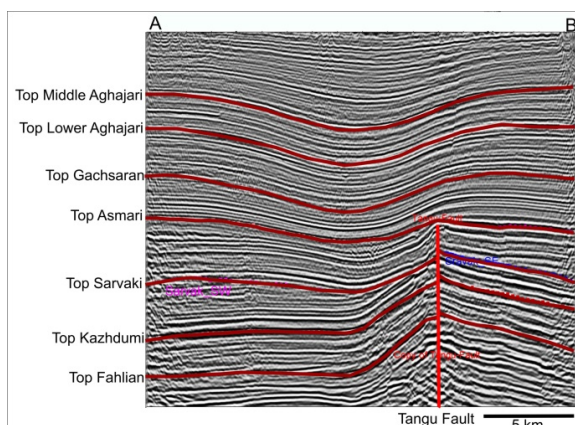 A
B
Top Middle Aghajari
Top Lower Aghajari
Top Gachsaran
Top Asmari
Top Sarvaki
Top Kazhdumi
Top Fahlian
Tangu Fault
5 km